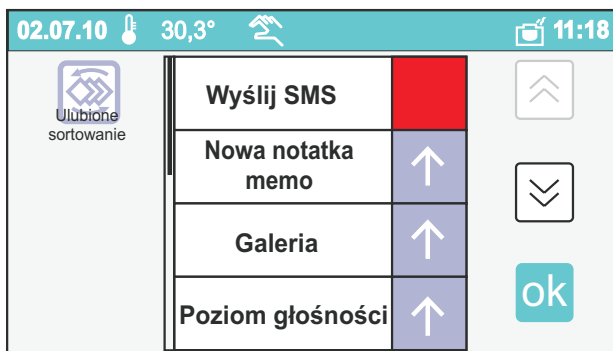 02.07.10 30,3° 11:18
Ulubione
sortowanie
Wyślij SMS
Nowa notatka
memo
Galeria
Poziom głośności
ok